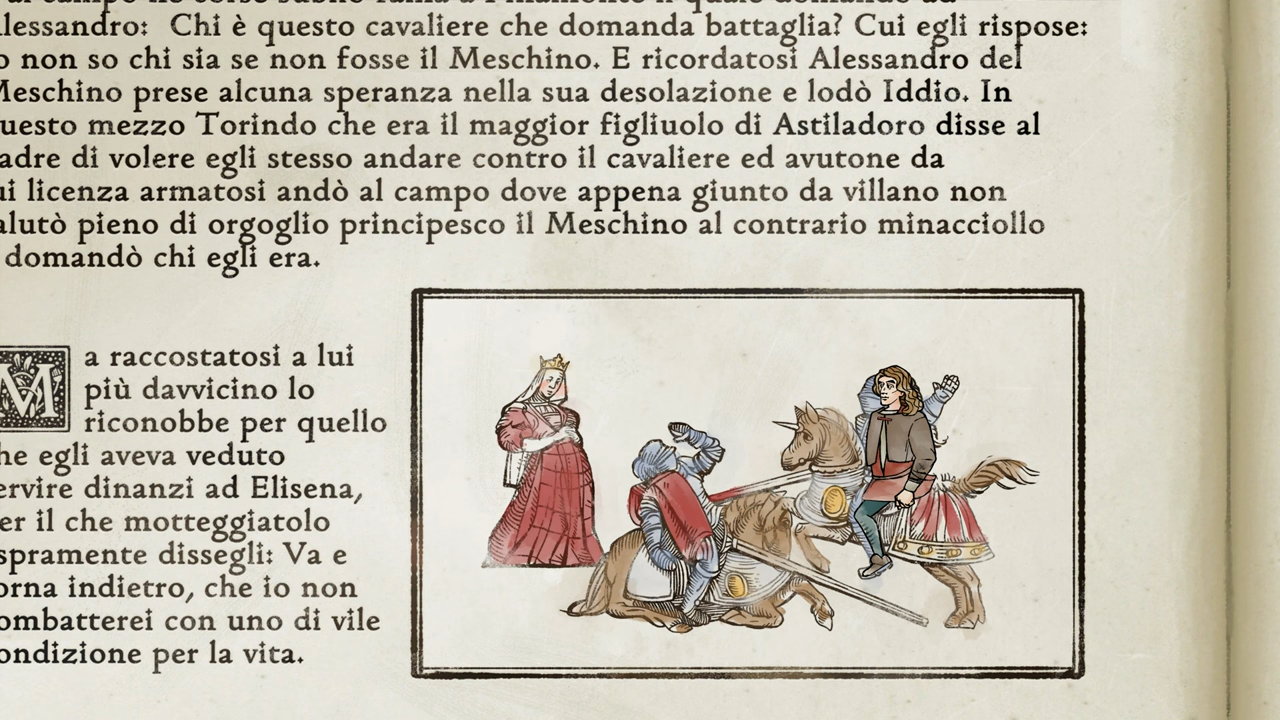 lessandro: Chi è questo cavaliere che domanda battaglia? Cui egli rispose:
o non so chi sia se non fosse il Meschino. E ricordatosi Alessandro del
Meschino prese alcuna speranza nella sua desolazione e lodò Iddio. In
uesto mezzo Torindo che era il maggior figliuolo di Astiladoro disse al
adre di volere egli stesso andare contro il cavaliere ed avutone da
ui licenza armatosi andò al campo dove appena giunto da villano non
alutò pieno di orgoglio principesco il Meschino al contrario minacciollo
domandò chi egli era.
M
a raccostatosi a lui
più davvicino lo
riconobbe per quello
he egli aveva veduto
ervire dinanzi ad Elisena,
er il che motteggiatolo
spramente dissegli: Va e
orna indietro, che io non
ombatterei con uno di vile
ondizione per la vita.